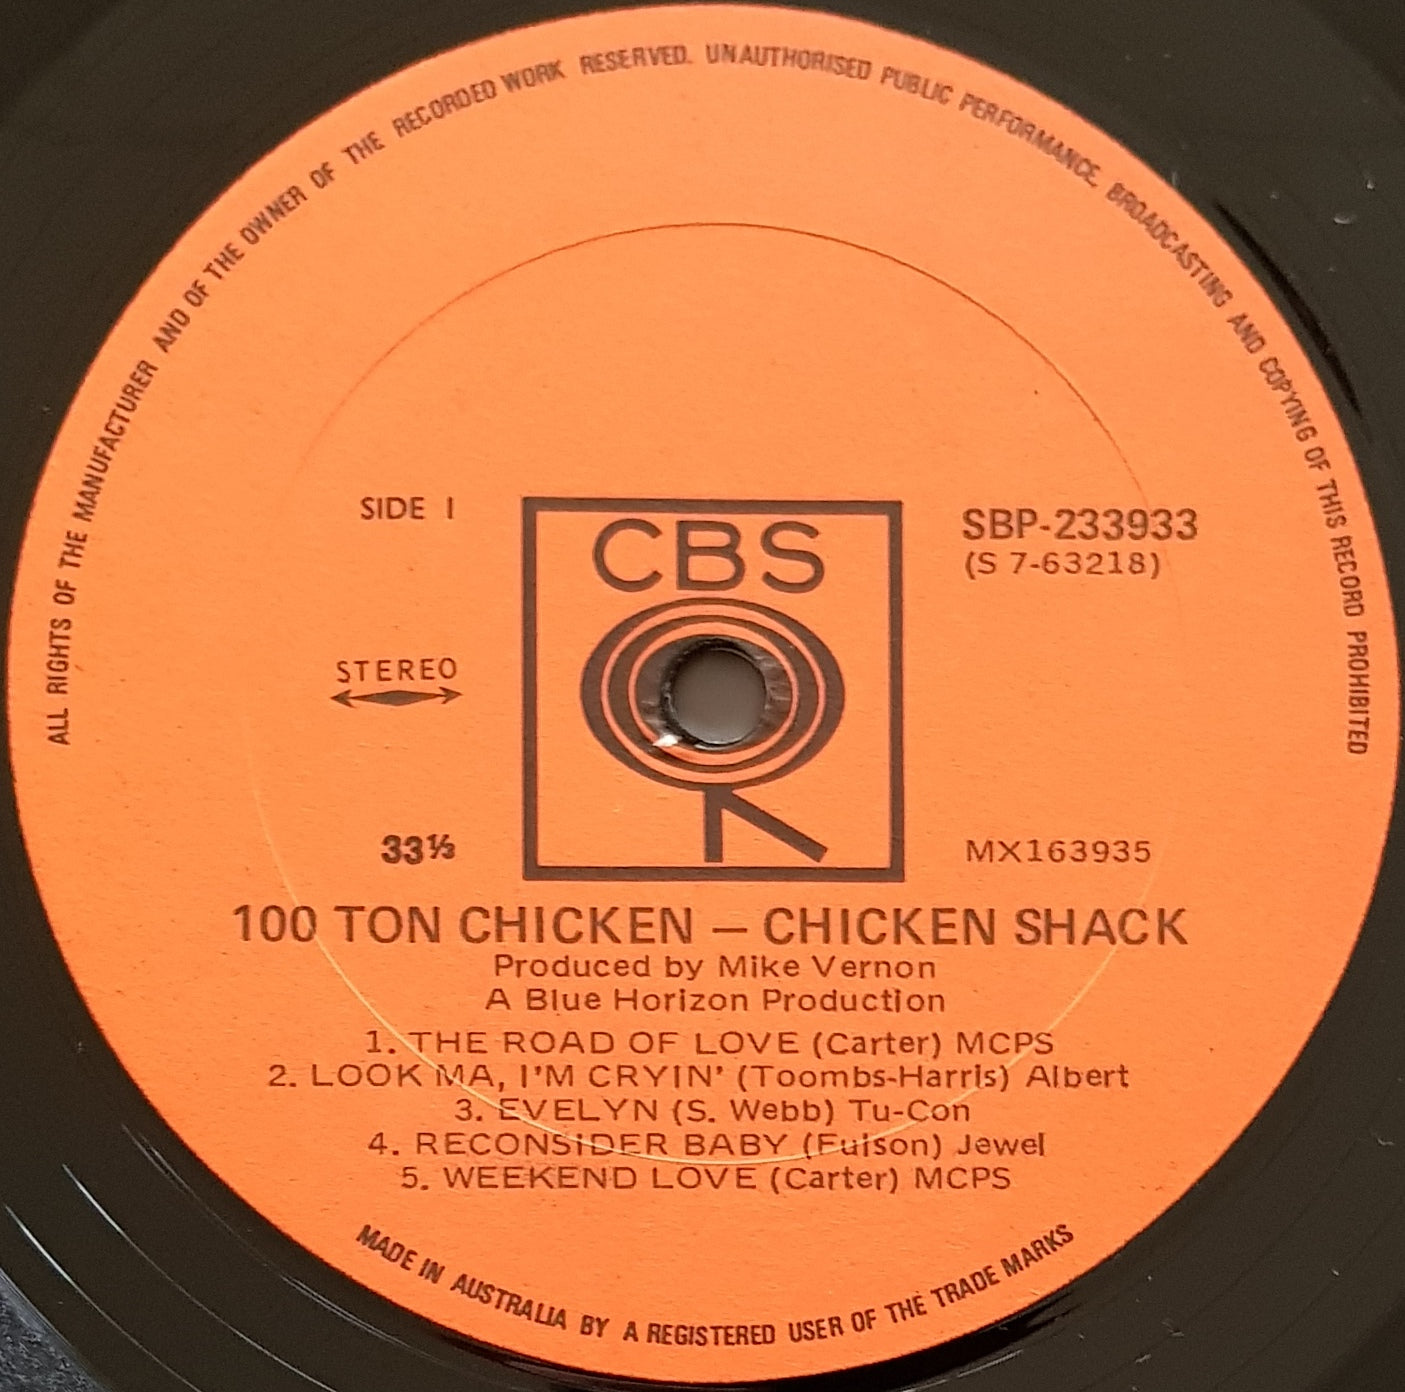 ALL RIGHTS OF THE MANUFACTURER AND OF THE OWNER OF THE RECORDED WORK RESERVED. UNAUTHORISED PUBLIC PERFORMANCE, BROADCASTING AND COPYING OF THIS RECORD PROHIBITED
SIDE 1
CBS
SBP-233933
(S 7-63218)
STEREO
33⅓
MX163935
100 TON CHICKEN — CHICKEN SHACK
Produced by Mike Vernon
A Blue Horizon Production
1. THE ROAD OF LOVE (Carter) MCPS
2. LOOK MA, I'M CRYIN' (Toombs-Harris) Albert
3. EVELYN (S. Webb) Tu-Con
4. RECONSIDER BABY (Fulson) Jewel
5. WEEKEND LOVE (Carter) MCPS
MADE IN AUSTRALIA BY A REGISTERED USER OF THE TRADE MARKS